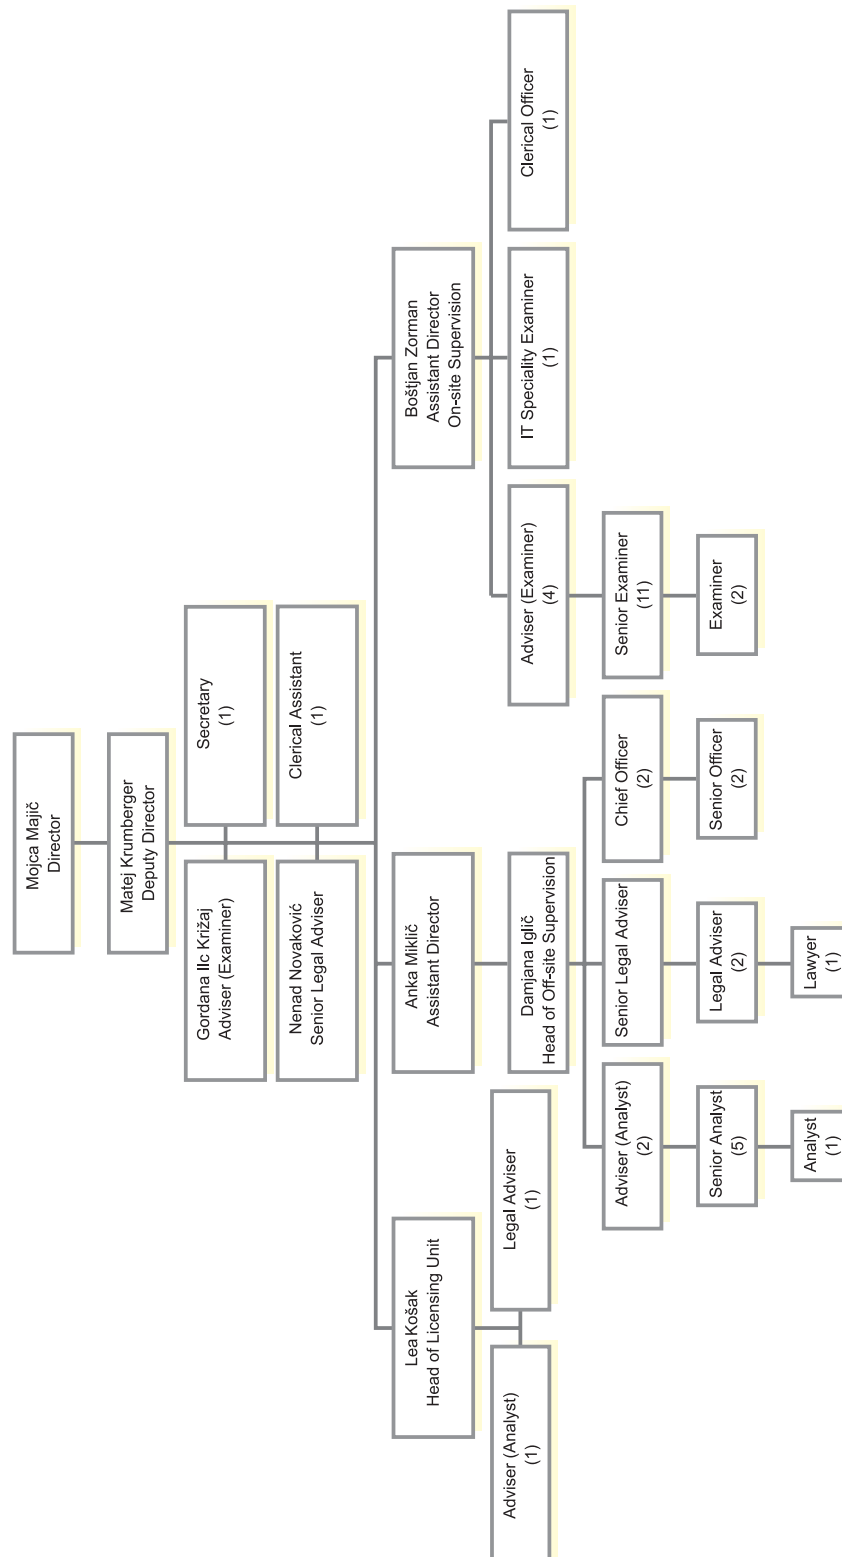 Mojca Majič
Director
Matej Krumberger
Deputy Director
Gordana Ilc Križaj
Adviser (Examiner)
Secretary
(1)
Nenad Novaković
Senior Legal Adviser
Clerical Assistant
(1)
Lea Košak
Head of Licensing Unit
Anka Miklič
Assistant Director
Boštjan Zorman
Assistant Director
On-site Supervision
Adviser (Analyst)
(1)
Legal Adviser
(1)
Damjana Iglič
Head of Off-site Supervision
Adviser (Examiner)
(4)
IT Speciality Examiner
(1)
Clerical Officer
(1)
Adviser (Analyst)
(2)
Senior Legal Adviser
Chief Officer
(2)
Senior Examiner
(11)
Senior Analyst
(5)
Legal Adviser
(2)
Senior Officer
(2)
Examiner
(2)
Analyst
(1)
Lawyer
(1)